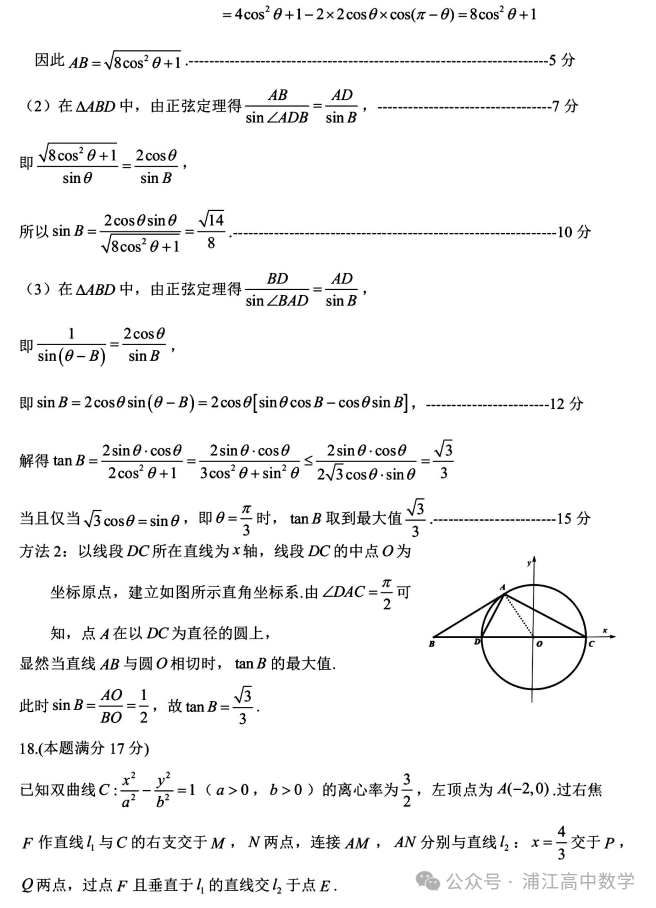 = 4cos² θ + 1 − 2 × 2cosθ × cos(π − θ) = 8cos² θ + 1
因此 AB = √(8cos² θ + 1) .------------------------------------------------------------------------5 分
（2）在 ΔABD 中，由正弦定理得 AB/sin∠ADB = AD/sin B ，-----------------------------------7 分
即 √(8cos² θ + 1)/sin θ = 2cosθ/sin B ，
所以 sin B = 2cosθ sinθ/√(8cos² θ + 1) = √14/8 .-----------------------------------------------------------------10 分
（3）在 ΔABD 中，由正弦定理得 BD/sin∠BAD = AD/sin B ，
即 1/sin(θ − B) = 2cosθ/sin B ，
即 sin B = 2cosθ sin(θ − B) = 2cosθ[sinθ cos B − cosθ sin B] ，-------------------------12 分
解得 tan B = 2sinθ·cosθ/(2cos² θ + 1) = 2sinθ·cosθ/(3cos² θ + sin² θ) ≤ 2sinθ·cosθ/(2√3 cosθ·sinθ) = √3/3
当且仅当 √3 cosθ = sinθ ，即 θ = π/3 时， tan B 取到最大值 √3/3 .-------------------------15 分
方法 2：以线段 DC 所在直线为 x 轴，线段 DC 的中点 O 为
坐标原点，建立如图所示直角坐标系.由 ∠DAC = π/2 可
知，点 A 在以 DC 为直径的圆上，
显然当直线 AB 与圆 O 相切时， tan B 的最大值.
此时 sin B = AO/BO = 1/2 ，故 tan B = √3/3 .
y
A
B
D
O
C
x
18.(本题满分 17 分)
已知双曲线 C : x²/a² − y²/b² = 1（ a > 0 ， b > 0 ）的离心率为 3/2 ，左顶点为 A(−2,0) .过右焦
F 作直线 l₁ 与 C 的右支交于 M ， N 两点，连接 AM ， AN 分别与直线 l₂ ： x = 4/3 交于 P ，
Q 两点，过点 F 且垂直于 l₁ 的直线交 l₂ 于点 E .
公众号 · 浦江高中数学